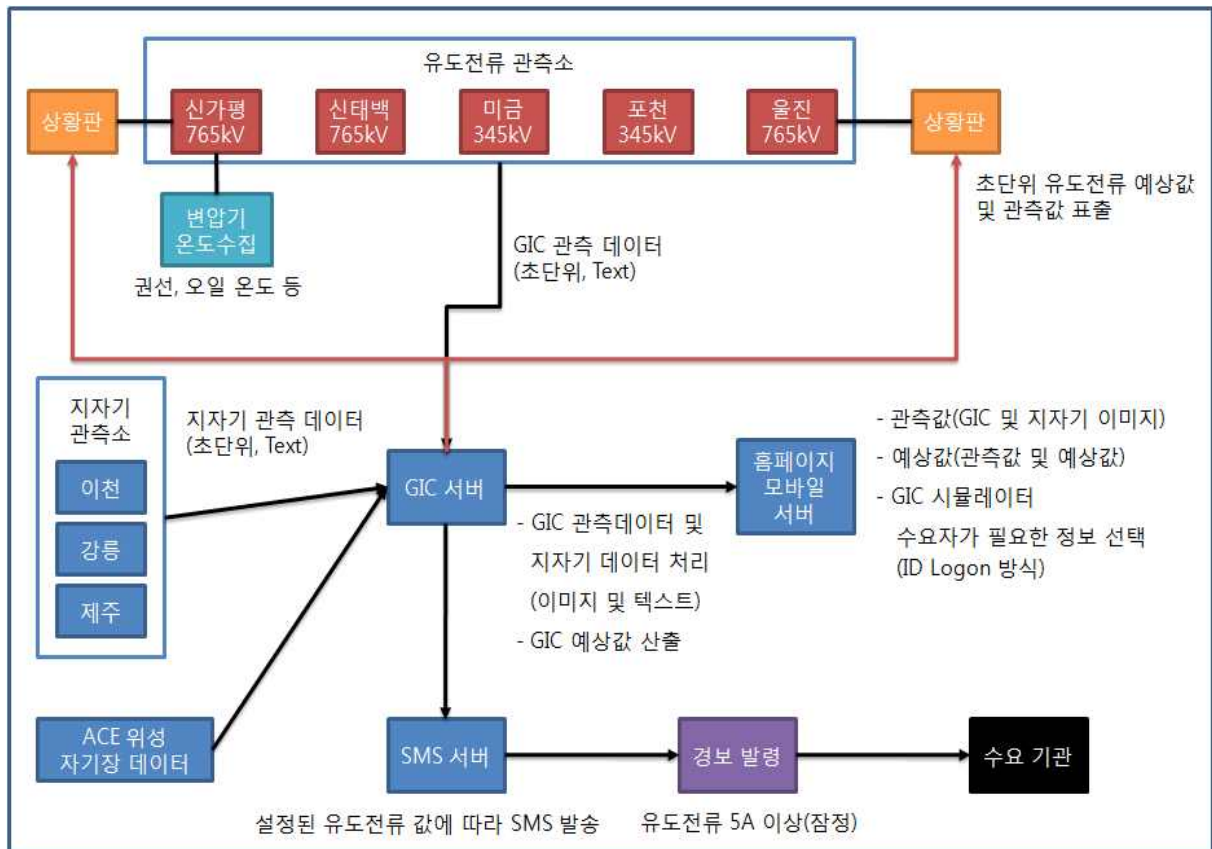 유도전류 관측소
상황판
신가평
765kV
신태백
765kV
미금
345kV
포천
345kV
울진
765kV
상황판
변압기
온도수집
권선, 오일 온도 등
GIC 관측 데이터
(초단위, Text)
초단위 유도전류 예상값
및 관측값 표출
지자기
관측소
이천
강릉
제주
지자기 관측 데이터
(초단위, Text)
GIC 서버
홈페이지
모바일
서버
- 관측값(GIC 및 지자기 이미지)
- 예상값(관측값 및 예상값)
- GIC 시뮬레이터
수요자가 필요한 정보 선택
(ID Logon 방식)
- GIC 관측데이터 및
지자기 데이터 처리
(이미지 및 텍스트)
- GIC 예상값 산출
ACE 위성
자기장 데이터
SMS 서버
경보 발령
수요 기관
설정된 유도전류 값에 따라 SMS 발송
유도전류 5A 이상(잠정)